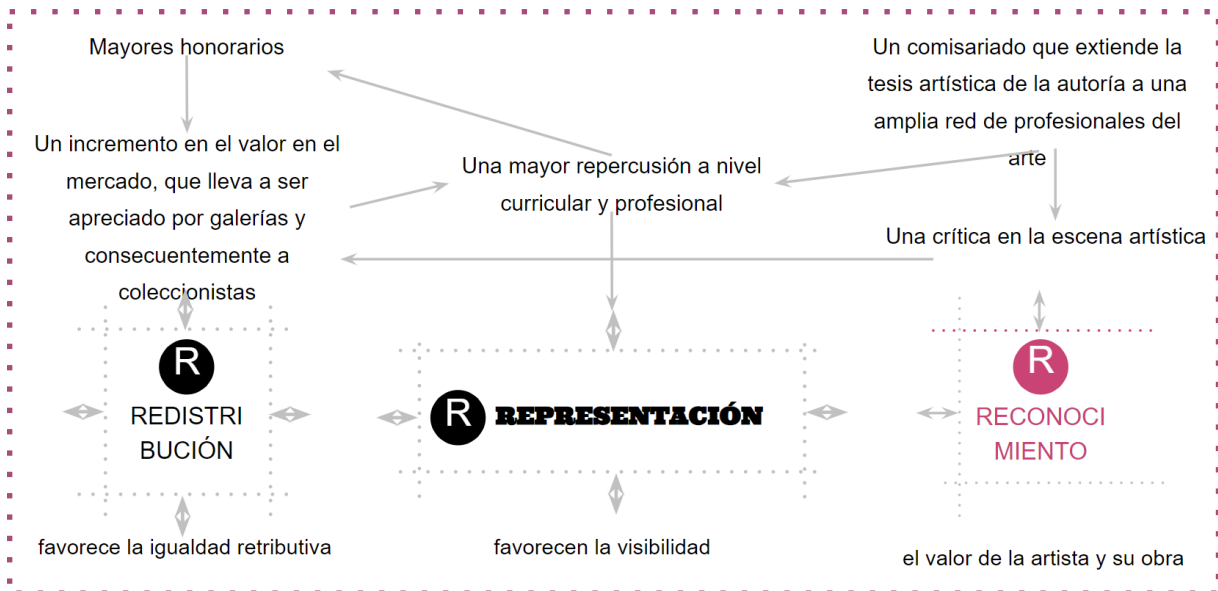 Mayores honorarios
Un incremento en el valor en el
mercado, que lleva a ser
apreciado por galerías y
consecuentemente a
coleccionistas
Una mayor repercusión a nivel
curricular y profesional
Un comisariado que extiende la
tesis artística de la autoría a una
amplia red de profesionales del
arte
Una crítica en la escena artística
R
REDISTRI
BUCIÓN
R
REPRESENTACIÓN
R
RECONOCI
MIENTO
favorece la igualdad retributiva
favorecen la visibilidad
el valor de la artista y su obra